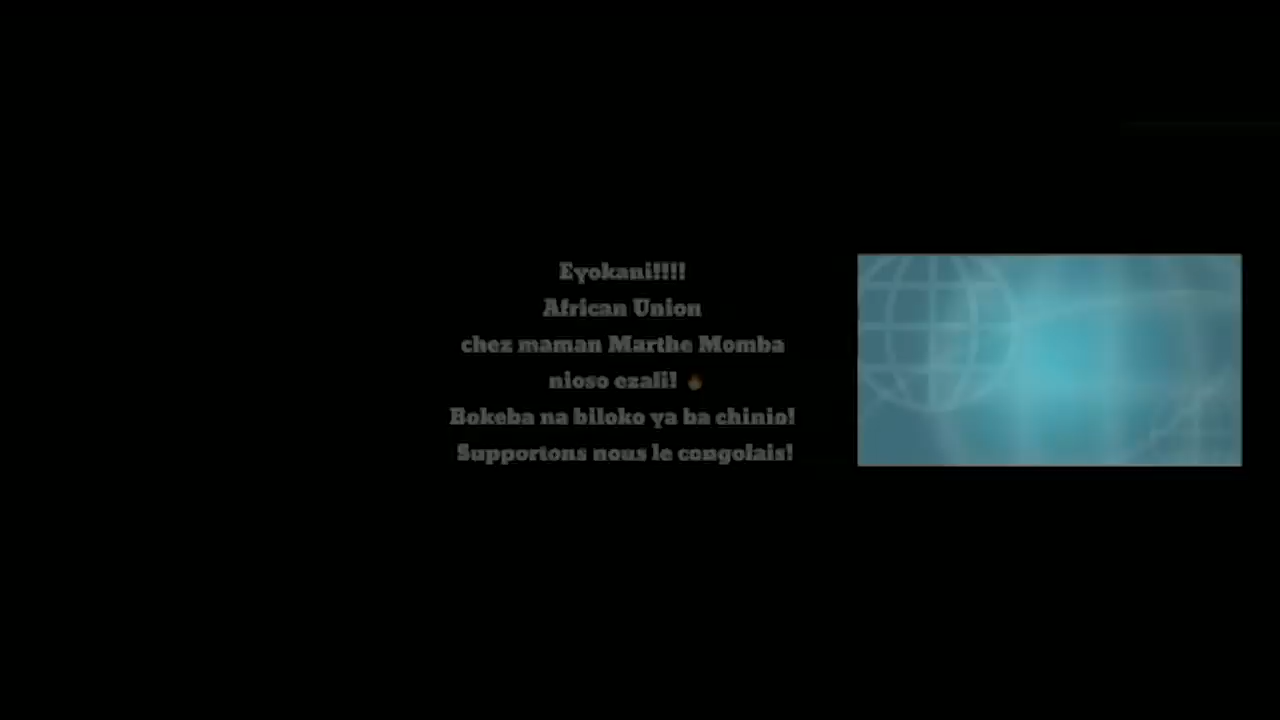 Eyokani!!!!
African Union
chez maman Marthe Momba
nioso ezali! 🔥
Bokeba na biloko ya ba chinio!
Supportons nous le congolais!